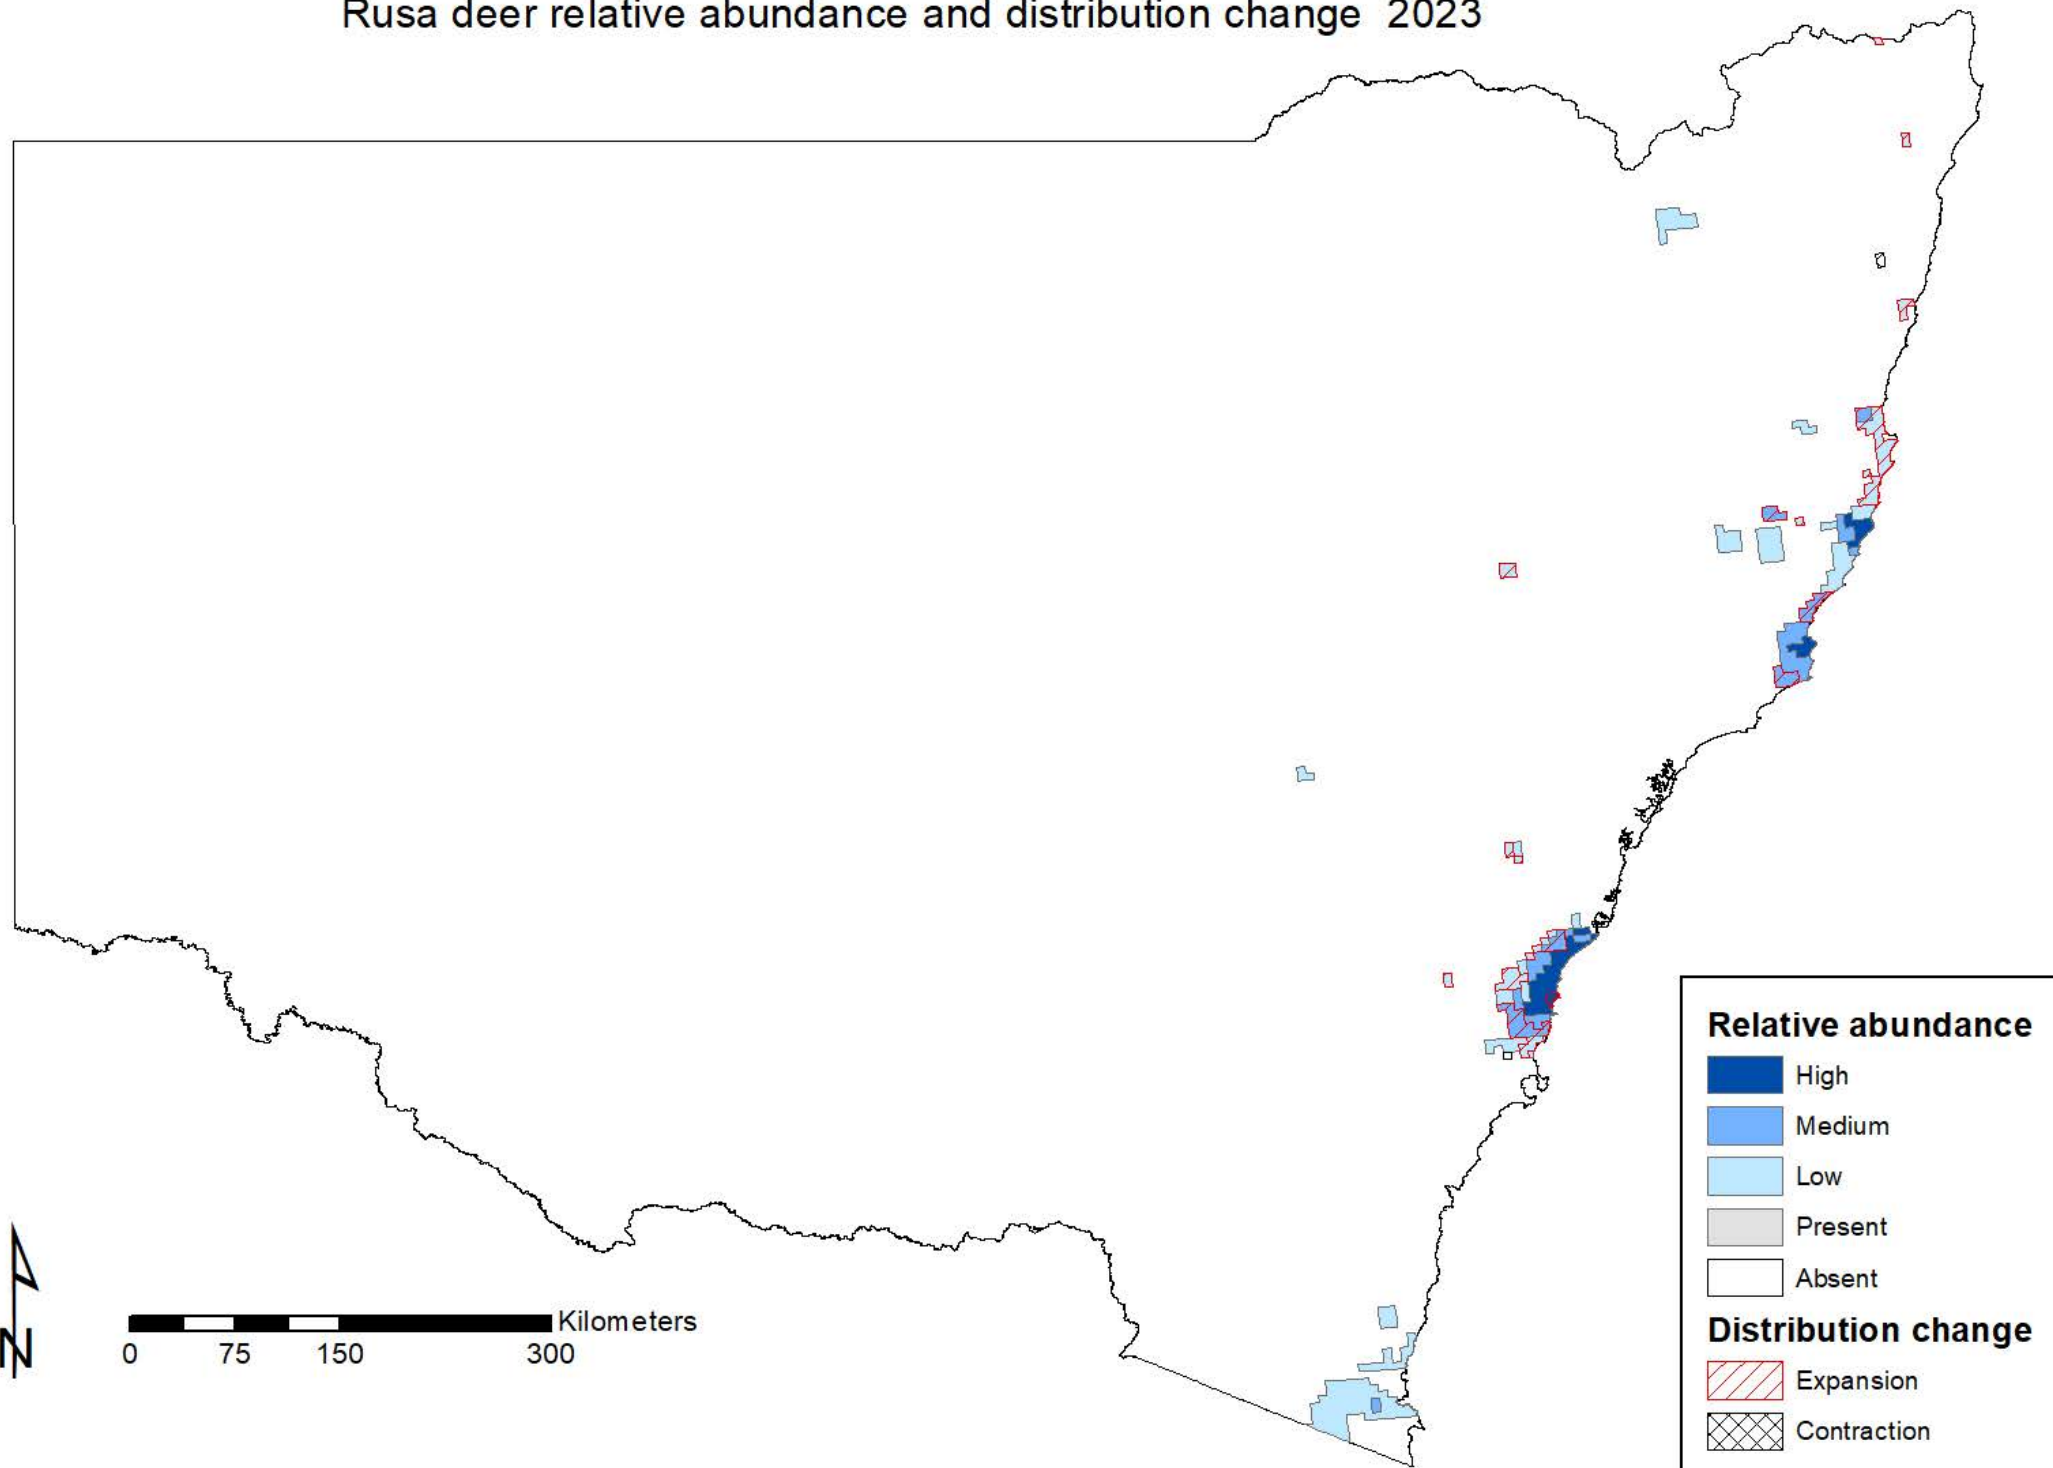 Rusa deer relative abundance and distribution change 2023
Relative abundance
High
Medium
Low
Present
Absent
Distribution change
Expansion
Contraction
Kilometers
0 75 150 300
N